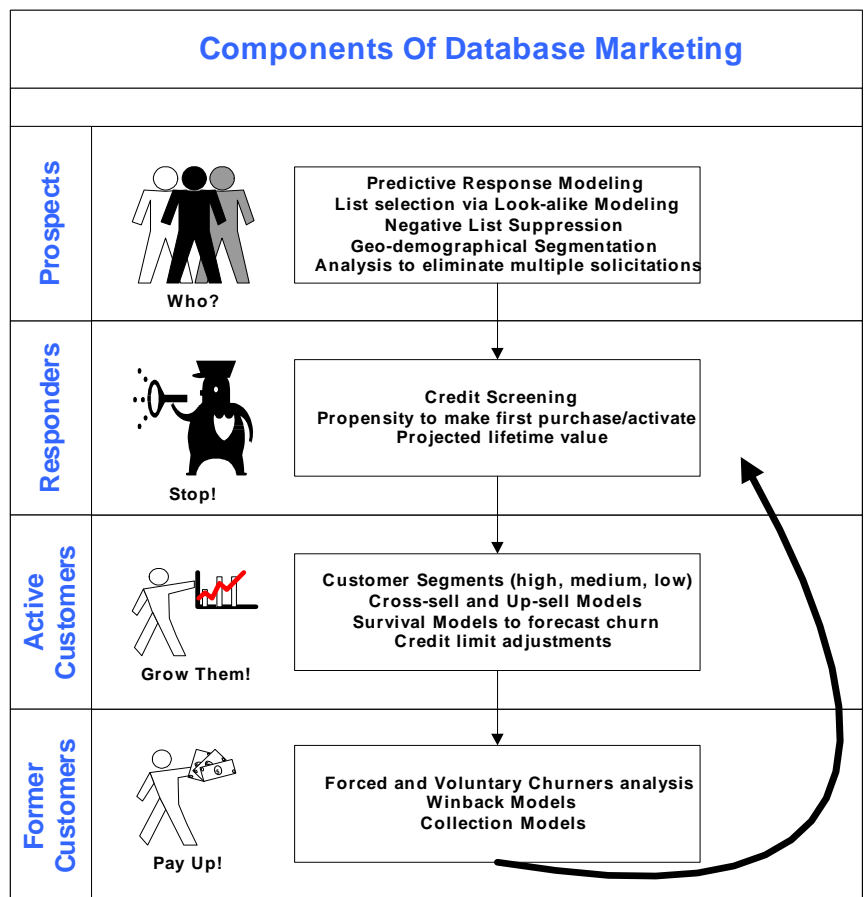 Components Of Database Marketing
Prospects
Who?
Predictive Response Modeling
List selection via Look-alike Modeling
Negative List Suppression
Geo-demographical Segmentation
Analysis to eliminate multiple solicitations
Responders
Stop!
Credit Screening
Propensity to make first purchase/activate
Projected lifetime value
Active
Customers
Grow Them!
Customer Segments (high, medium, low)
Cross-sell and Up-sell Models
Survival Models to forecast churn
Credit limit adjustments
Former
Customers
Pay Up!
Forced and Voluntary Churners analysis
Winback Models
Collection Models